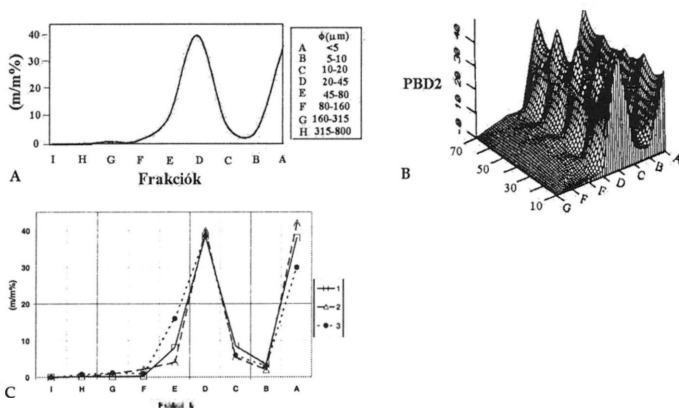 40
30
20
10
0
(m/m%)
I H G F E D C B A
A
Frakciók
ϕ(µm)
A <5
B 5-10
C 10-20
D 20-45
E 45-80
F 80-160
G 160-315
H 315-800
PBD2
40
30
20
10
-0
70
50
30
10
G F F D C B A
B
40
30
20
10
0
(m/m%)
I H G F E D C B A
1
2
3
C